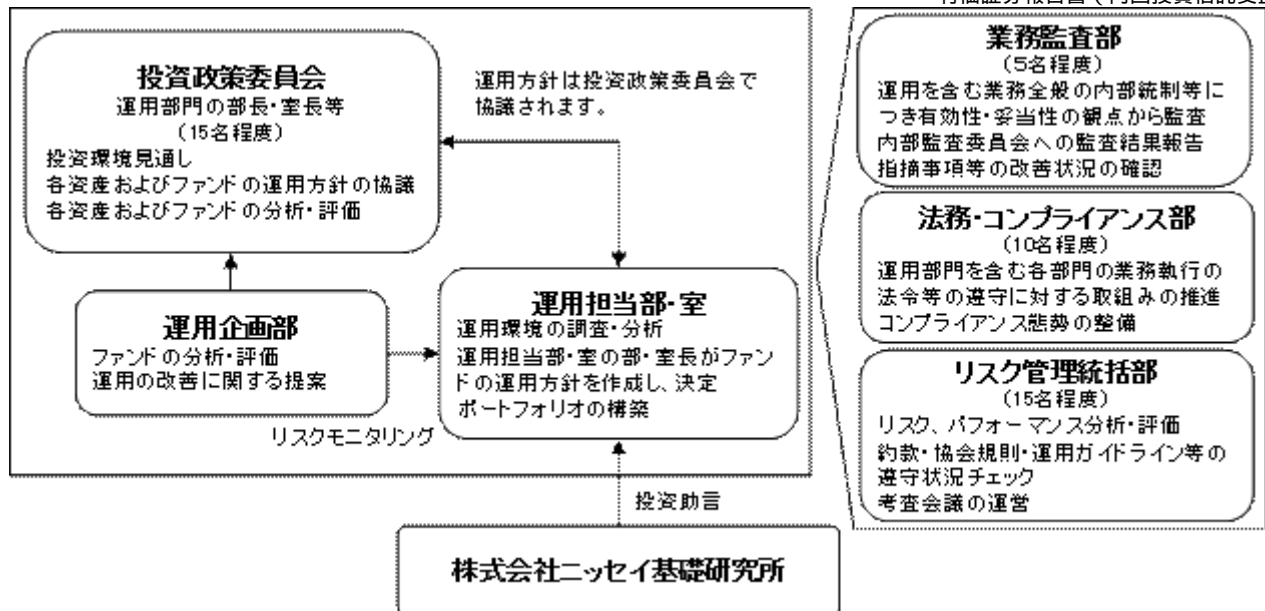 有価証券報告書（内国投資信託受益
投資政策委員会
運用部門の部長・室長等
(15名程度)
投資環境見通し
各資産およびファンドの運用方針の協議
各資産およびファンドの分析・評価
運用方針は投資政策委員会で
協議されます。
運用企画部
ファンドの分析・評価
運用の改善に関する提案
リスクモニタリング
運用担当部・室
運用環境の調査・分析
運用担当部・室の部・室長がファン
ドの運用方針を作成し、決定
ポートフォリオの構築
投資助言
株式会社ニッセイ基礎研究所
業務監査部
(5名程度)
運用を含む業務全般の内部統制等に
つき有効性・妥当性の観点から監査
内部監査委員会への監査結果報告
指摘事項等の改善状況の確認
法務・コンプライアンス部
(10名程度)
運用部門を含む各部門の業務執行の
法令等の遵守に対する取組みの推進
コンプライアンス態勢の整備
リスク管理統括部
(15名程度)
リスク、パフォーマンス分析・評価
約款・協会規則・運用ガイドライン等の
遵守状況チェック
考査会議の運営